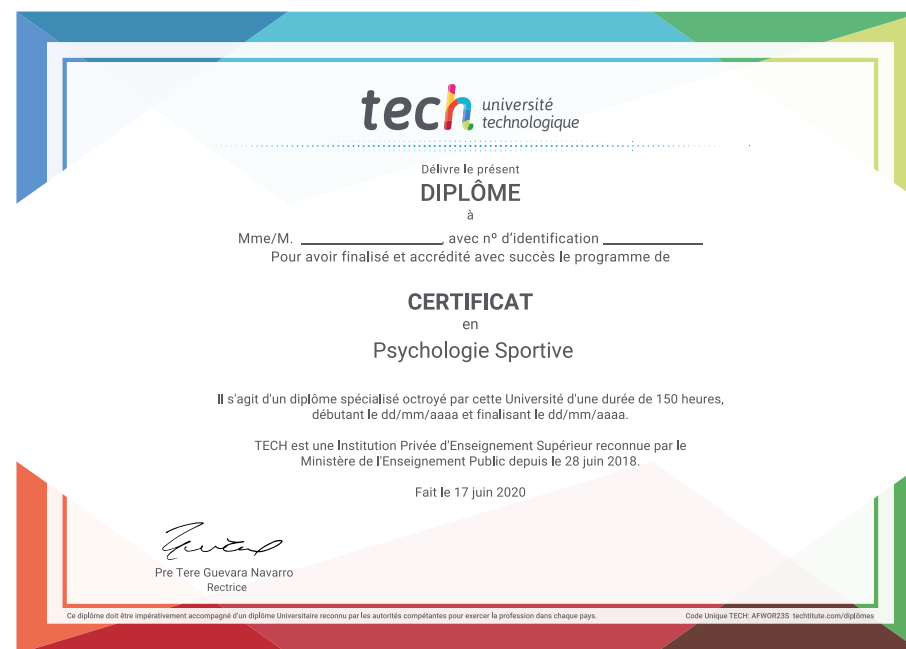 tech université
technologique
Délivre le présent
DIPLÔME
à
Mme/M. ____________________, avec nº d'identification ______________
Pour avoir finalisé et accrédité avec succès le programme de
CERTIFICAT
en
Psychologie Sportive
Il s'agit d'un diplôme spécialisé octroyé par cette Université d'une durée de 150 heures,
débutant le dd/mm/aaaa et finalisant le dd/mm/aaaa.
TECH est une Institution Privée d'Enseignement Supérieur reconnue par le
Ministère de l'Enseignement Public depuis le 28 juin 2018.
Fait le 17 juin 2020
Pre Tere Guevara Navarro
Rectrice
Ce diplôme doit être impérativement accompagné d'un diplôme Universitaire reconnu par les autorités compétantes pour exercer la profession dans chaque pays.
Code Unique TECH: AFWOR23S techtitute.com/diplômes